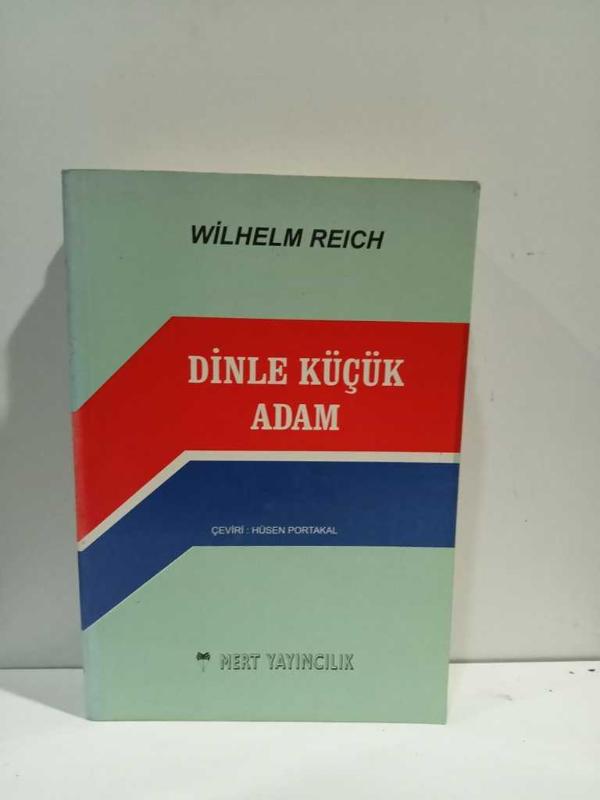 WİLHELM REICH
DİNLE KÜÇÜK
ADAM
ÇEVİRİ : HÜSEN PORTAKAL
MERT YAYINCILIK